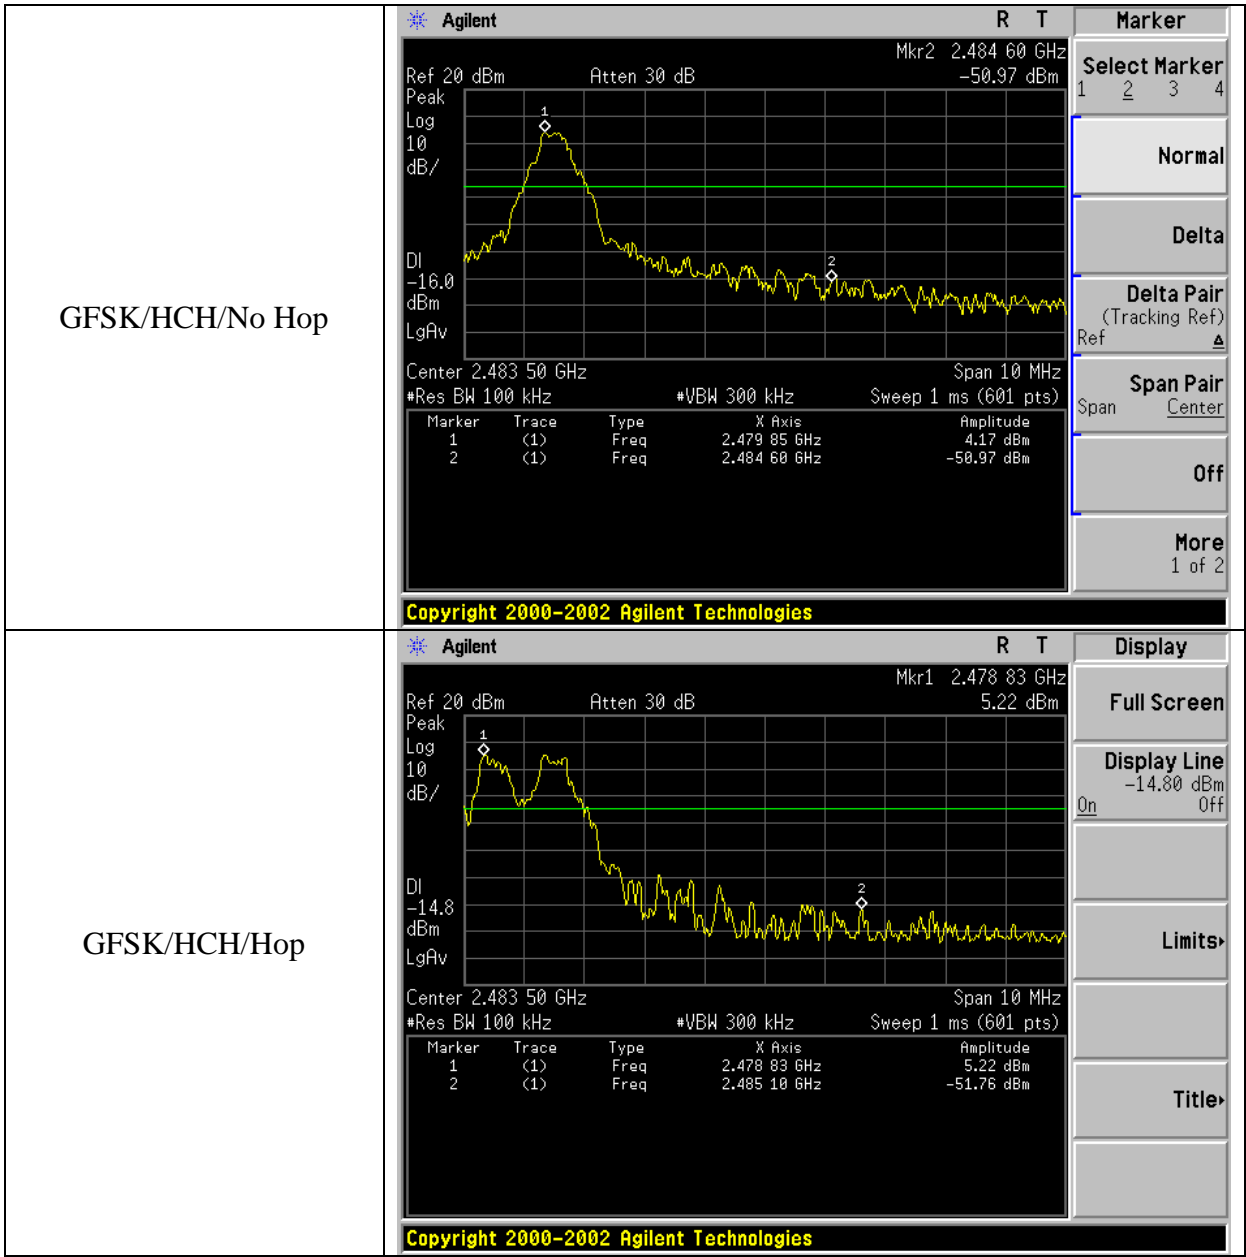 GFSK/HCH/No Hop
Agilent R T Marker
Mkr2 2.484 60 GHz
Ref 20 dBm Atten 30 dB -50.97 dBm
Peak
Log
10
dB/
1
2
DI
-16.0
dBm
LgAv
Center 2.483 50 GHz Span 10 MHz
#Res BW 100 kHz #VBW 300 kHz Sweep 1 ms (601 pts)
Marker Trace Type X Axis Amplitude
1 (1) Freq 2.479 85 GHz 4.17 dBm
2 (1) Freq 2.484 60 GHz -50.97 dBm
Select Marker
1 2 3 4
Normal
Delta
Delta Pair
(Tracking Ref)
Ref Δ
Span Pair
Span Center
Off
More
1 of 2
Copyright 2000-2002 Agilent Technologies
GFSK/HCH/Hop
Agilent R T Display
Mkr1 2.478 83 GHz
Ref 20 dBm Atten 30 dB 5.22 dBm
Peak
Log
10
dB/
1
2
DI
-14.8
dBm
LgAv
Center 2.483 50 GHz Span 10 MHz
#Res BW 100 kHz #VBW 300 kHz Sweep 1 ms (601 pts)
Marker Trace Type X Axis Amplitude
1 (1) Freq 2.478 83 GHz 5.22 dBm
2 (1) Freq 2.485 10 GHz -51.76 dBm
Full Screen
Display Line
-14.80 dBm
On Off
Limits
Title
Copyright 2000-2002 Agilent Technologies